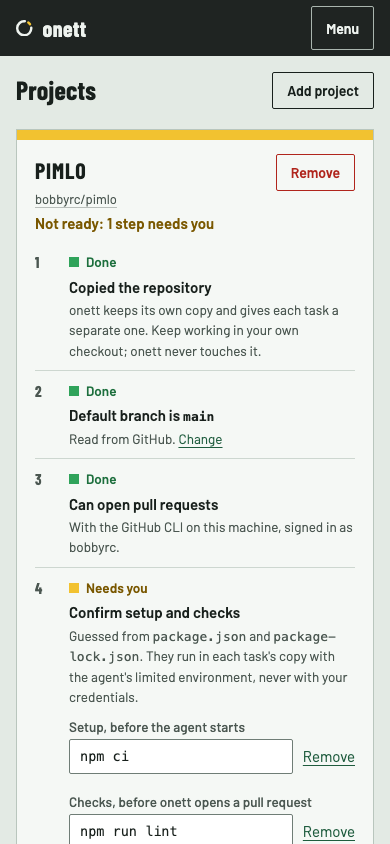 onett
Menu
Projects
Add project
PIMLO
Remove
bobbyrc/pimlo
Not ready: 1 step needs you
1
Done
Copied the repository
onett keeps its own copy and gives each task a
separate one. Keep working in your own
checkout; onett never touches it.
2
Done
Default branch is main
Read from GitHub. Change
3
Done
Can open pull requests
With the GitHub CLI on this machine, signed in as
bobbyrc.
4
Needs you
Confirm setup and checks
Guessed from package.json and package-
lock.json. They run in each task's copy with
the agent's limited environment, never with your
credentials.
Setup, before the agent starts
npm ci
Remove
Checks, before onett opens a pull request
npm run lint
Remove